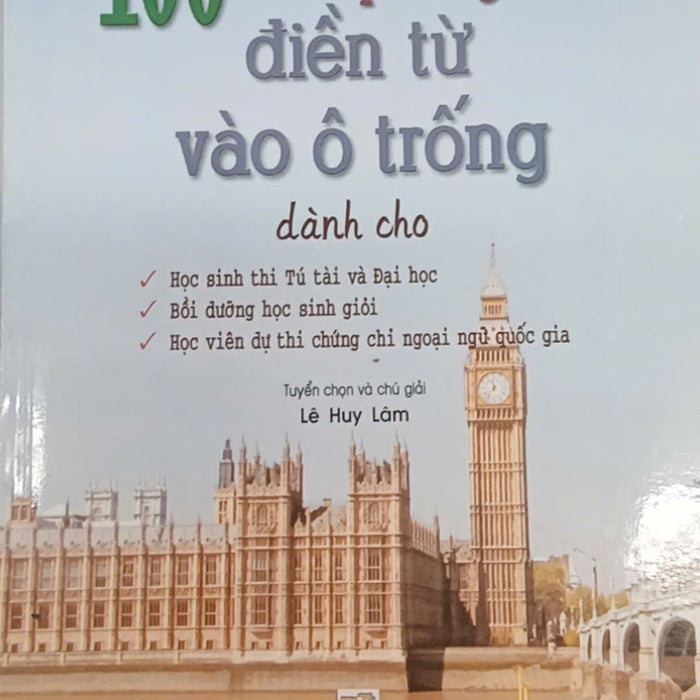 100
điền từ
vào ô trống
dành cho
✓ Học sinh thi Tú tài và Đại học
✓ Bồi dưỡng học sinh giỏi
✓ Học viên dự thi chứng chỉ ngoại ngữ quốc gia
Tuyển chọn và chú giải
Lê Huy Lâm